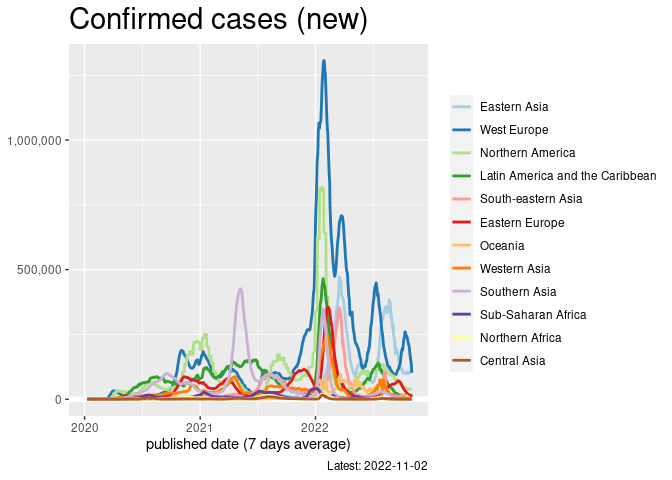 Confirmed cases (new)
1,000,000
500,000
0
2020
2021
2022
published date (7 days average)
Latest: 2022-11-02
Eastern Asia
West Europe
Northern America
Latin America and the Caribbean
South-eastern Asia
Eastern Europe
Oceania
Western Asia
Southern Asia
Sub-Saharan Africa
Northern Africa
Central Asia